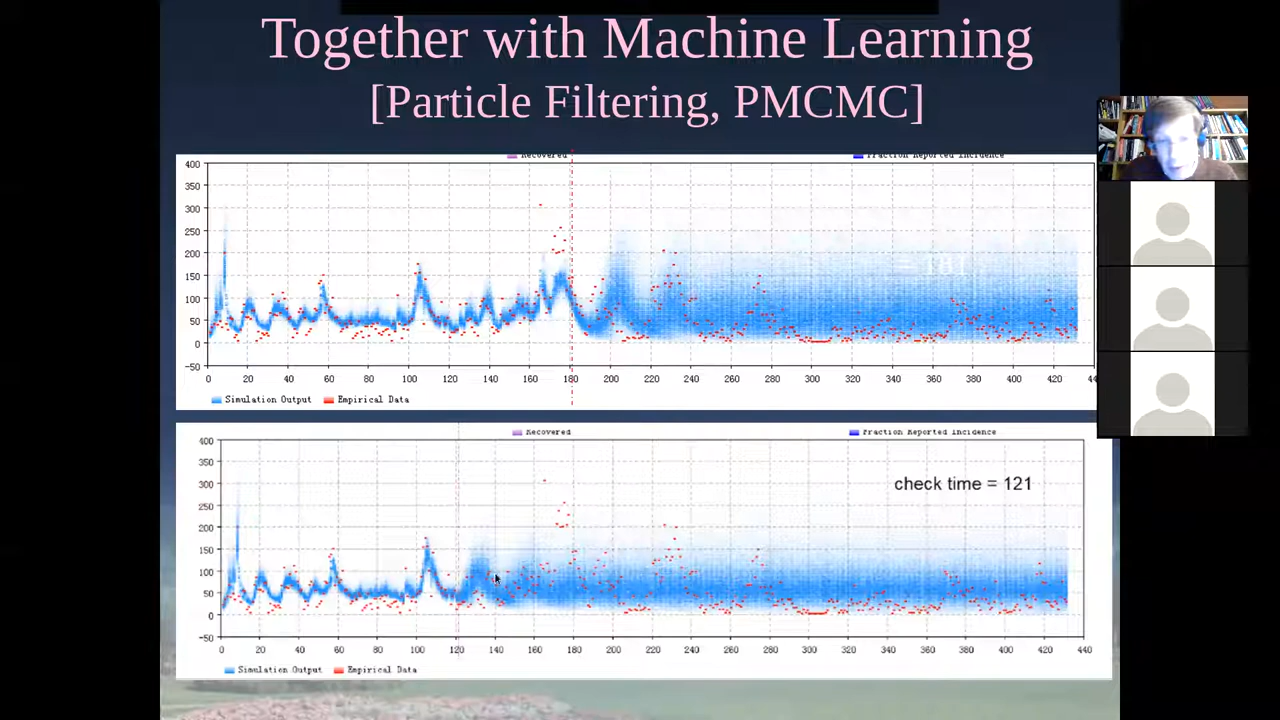 Together with Machine Learning
[Particle Filtering, PMCMC]
Recovered Fraction Reported Incidence
400
350
300
250
200
150
100
50
0
-50
= 181
0 20 40 60 80 100 120 140 160 180 200 220 240 260 280 300 320 340 360 380 400 420 44
Simulation Output Empirical Data
Recovered Fraction Reported Incidence
400
350
300
250
200
150
100
50
0
-50
check time = 121
0 20 40 60 80 100 120 140 160 180 200 220 240 260 280 300 320 340 360 380 400 420 440
Simulation Output Empirical Data